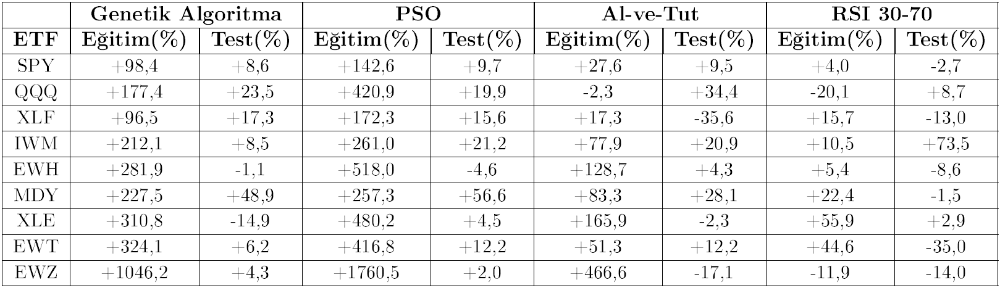 Genetik Algoritma PSO Al-ve-Tut RSI 30-70
ETF Eğitim(%) Test(%) Eğitim(%) Test(%) Eğitim(%) Test(%) Eğitim(%) Test(%)
SPY +98,4 +8,6 +142,6 +9,7 +27,6 +9,5 +4,0 -2,7
QQQ +177,4 +23,5 +420,9 +19,9 -2,3 +34,4 -20,1 +8,7
XLF +96,5 +17,3 +172,3 +15,6 +17,3 -35,6 +15,7 -13,0
IWM +212,1 +8,5 +261,0 +21,2 +77,9 +20,9 +10,5 +73,5
EWH +281,9 -1,1 +518,0 -4,6 +128,7 +4,3 +5,4 -8,6
MDY +227,5 +48,9 +257,3 +56,6 +83,3 +28,1 +22,4 -1,5
XLE +310,8 -14,9 +480,2 +4,5 +165,9 -2,3 +55,9 +2,9
EWT +324,1 +6,2 +416,8 +12,2 +51,3 +12,2 +44,6 -35,0
EWZ +1046,2 +4,3 +1760,5 +2,0 +466,6 -17,1 -11,9 -14,0